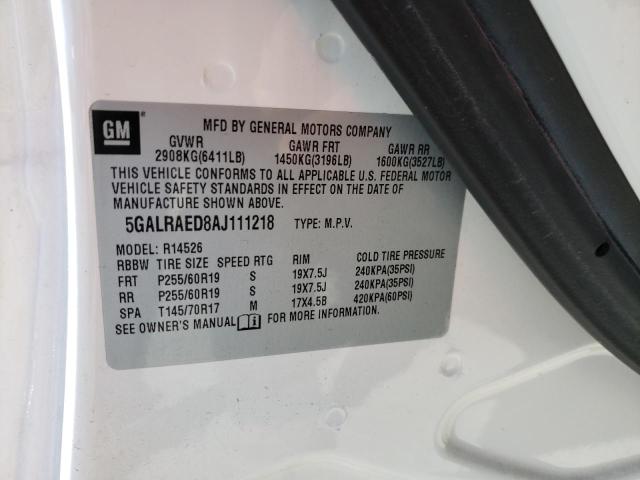 GM
MFD BY GENERAL MOTORS COMPANY
GVWR GAWR FRT GAWR RR
2908KG(6411LB) 1450KG(3196LB) 1600KG(3527LB)
THIS VEHICLE CONFORMS TO ALL APPLICABLE U.S. FEDERAL MOTOR
VEHICLE SAFETY STANDARDS IN EFFECT ON THE DATE OF
MANUFACTURE SHOWN ABOVE.
5GALRAED8AJ111218 TYPE: M.P.V.
MODEL: R14526
RBBW TIRE SIZE SPEED RTG RIM COLD TIRE PRESSURE
FRT P255/60R19 S 19X7.5J 240KPA(35PSI)
RR P255/60R19 S 19X7.5J 240KPA(35PSI)
SPA T145/70R17 M 17X4.5B 420KPA(60PSI)
SEE OWNER'S MANUAL FOR MORE INFORMATION.